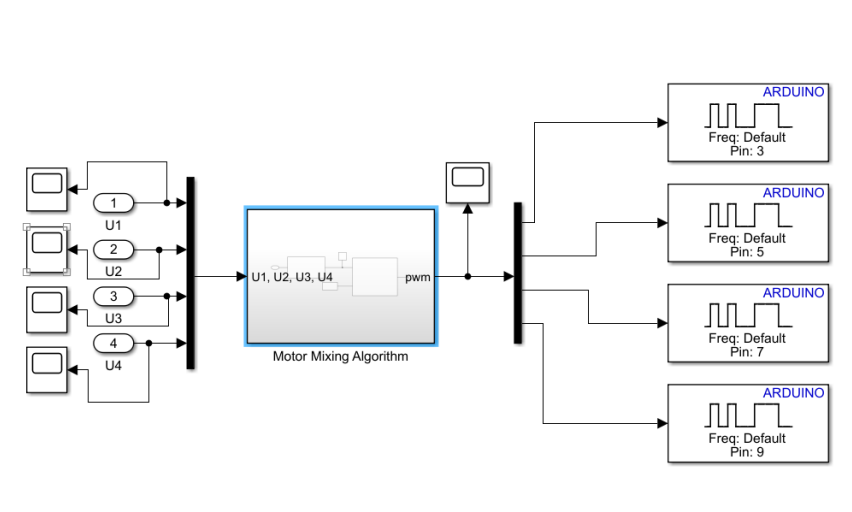 ARDUINO
Freq: Default
Pin: 3
1
U1
2
U2
3
U3
4
U4
U1, U2, U3, U4
pwm
Motor Mixing Algorithm
ARDUINO
Freq: Default
Pin: 5
ARDUINO
Freq: Default
Pin: 7
ARDUINO
Freq: Default
Pin: 9